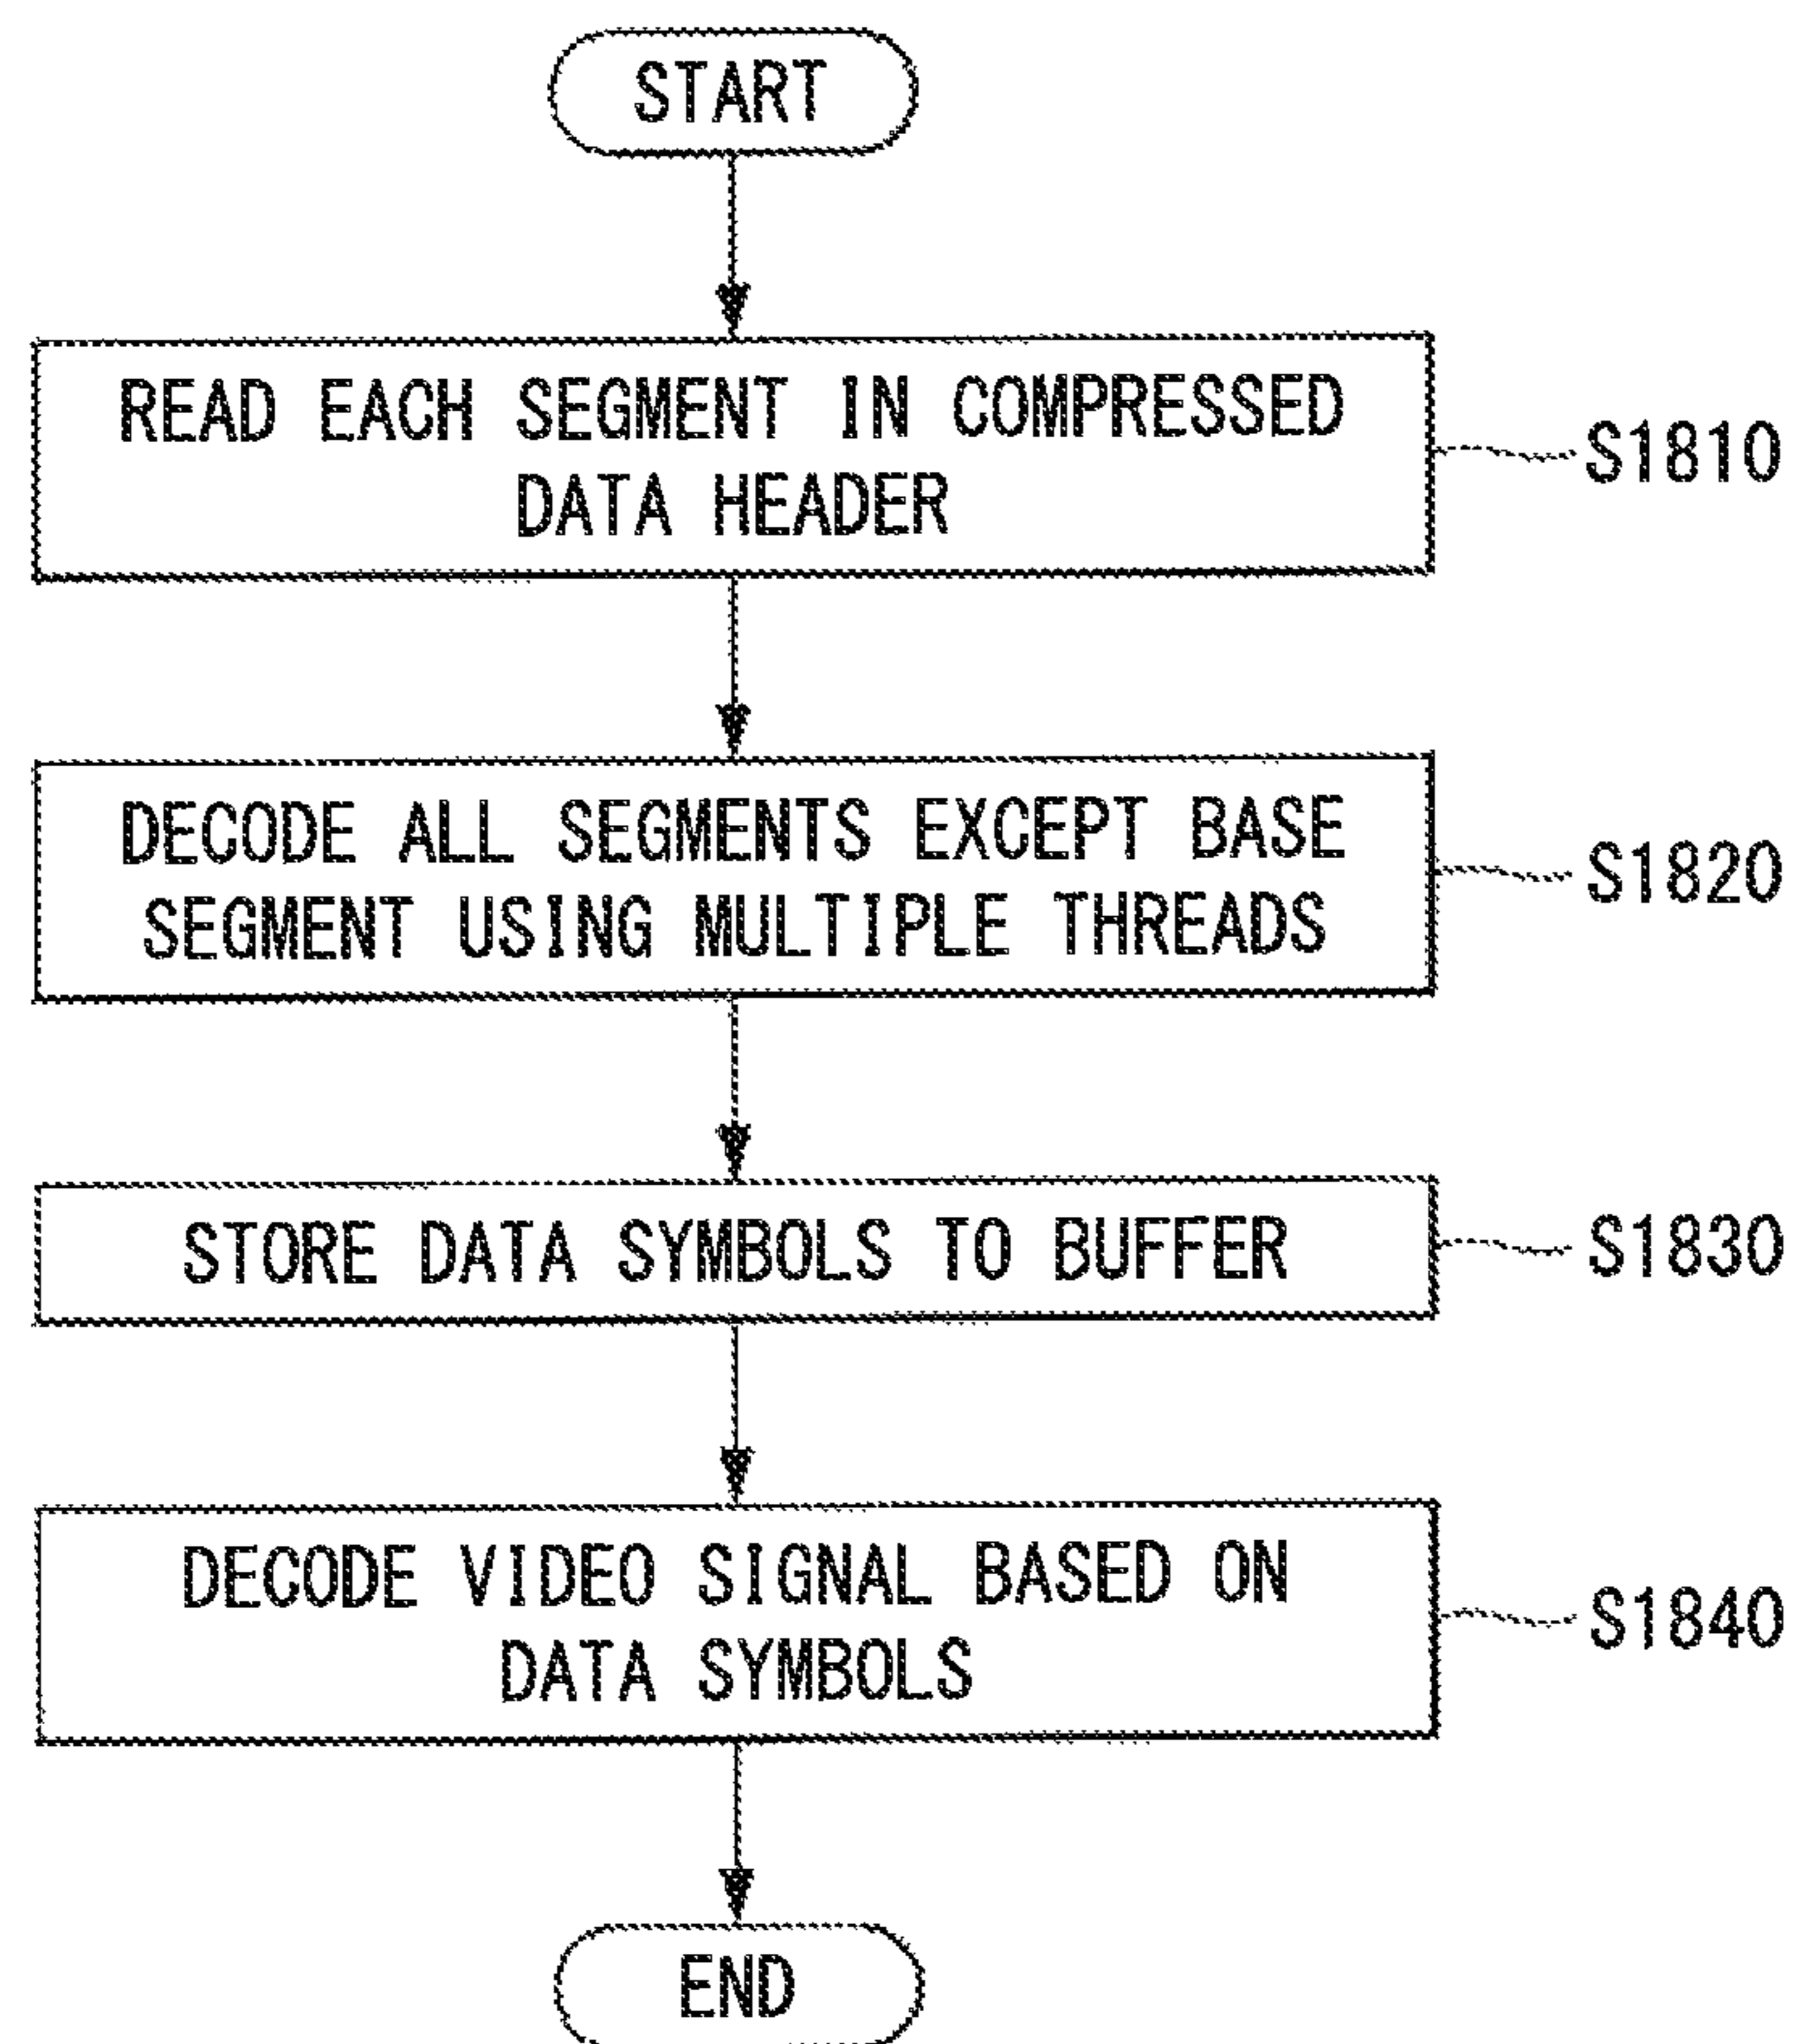 START
READ EACH SEGMENT IN COMPRESSED
DATA HEADER
S1810
DECODE ALL SEGMENTS EXCEPT BASE
SEGMENT USING MULTIPLE THREADS
S1820
STORE DATA SYMBOLS TO BUFFER
S1830
DECODE VIDEO SIGNAL BASED ON
DATA SYMBOLS
S1840
END